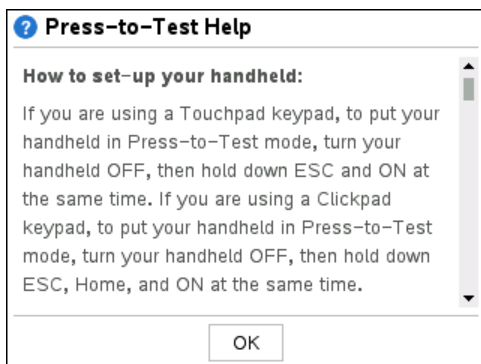 Press-to-Test Help
How to set-up your handheld:
If you are using a Touchpad keypad, to put your
handheld in Press-to-Test mode, turn your
handheld OFF, then hold down ESC and ON at
the same time. If you are using a Clickpad
keypad, to put your handheld in Press-to-Test
mode, turn your handheld OFF, then hold down
ESC, Home, and ON at the same time.
OK